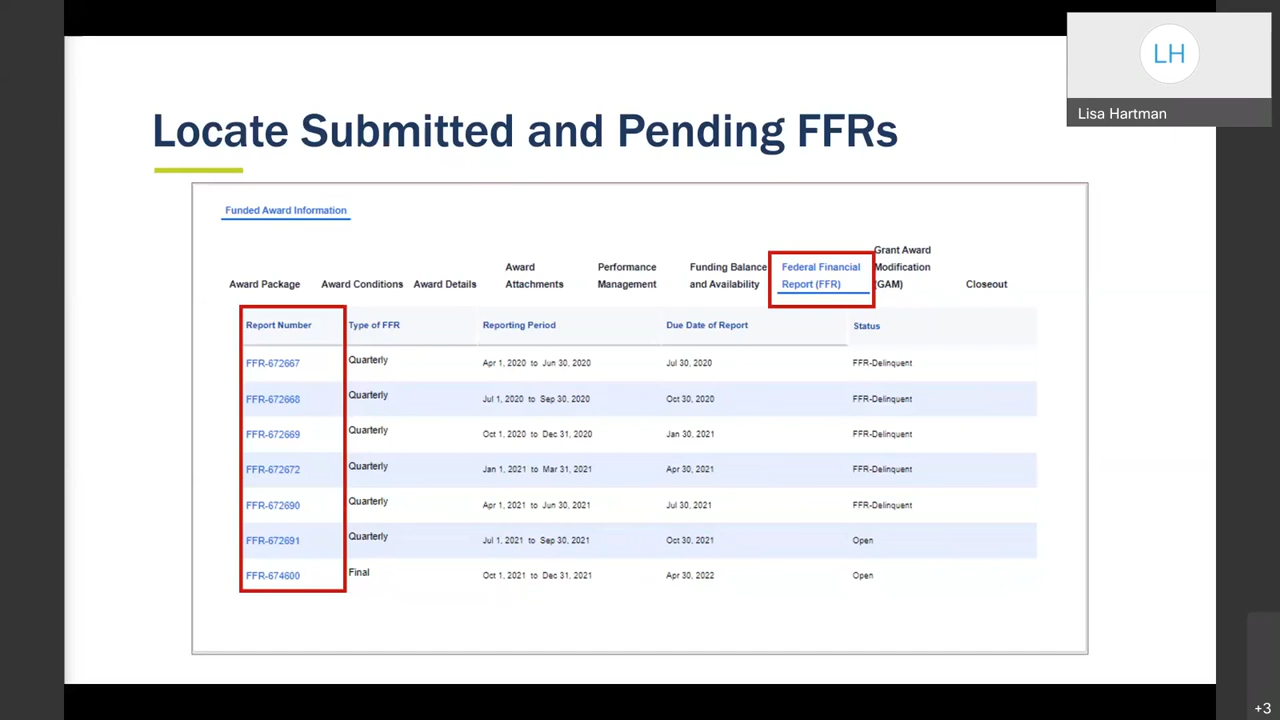 LH
Lisa Hartman
Locate Submitted and Pending FFRs
Funded Award Information
Award Package
Award Conditions
Award Details
Award
Attachments
Performance
Management
Funding Balance
and Availability
Federal Financial
Report (FFR)
Grant Award
Modification
(GAM)
Closeout
Report Number Type of FFR Reporting Period Due Date of Report Status
FFR-672667 Quarterly Apr 1, 2020 to Jun 30, 2020 Jul 30, 2020 FFR-Delinquent
FFR-672668 Quarterly Jul 1, 2020 to Sep 30, 2020 Oct 30, 2020 FFR-Delinquent
FFR-672669 Quarterly Oct 1, 2020 to Dec 31, 2020 Jan 30, 2021 FFR-Delinquent
FFR-672672 Quarterly Jan 1, 2021 to Mar 31, 2021 Apr 30, 2021 FFR-Delinquent
FFR-672690 Quarterly Apr 1, 2021 to Jun 30, 2021 Jul 30, 2021 FFR-Delinquent
FFR-672691 Quarterly Jul 1, 2021 to Sep 30, 2021 Oct 30, 2021 Open
FFR-674600 Final Oct 1, 2021 to Dec 31, 2021 Apr 30, 2022 Open
+3